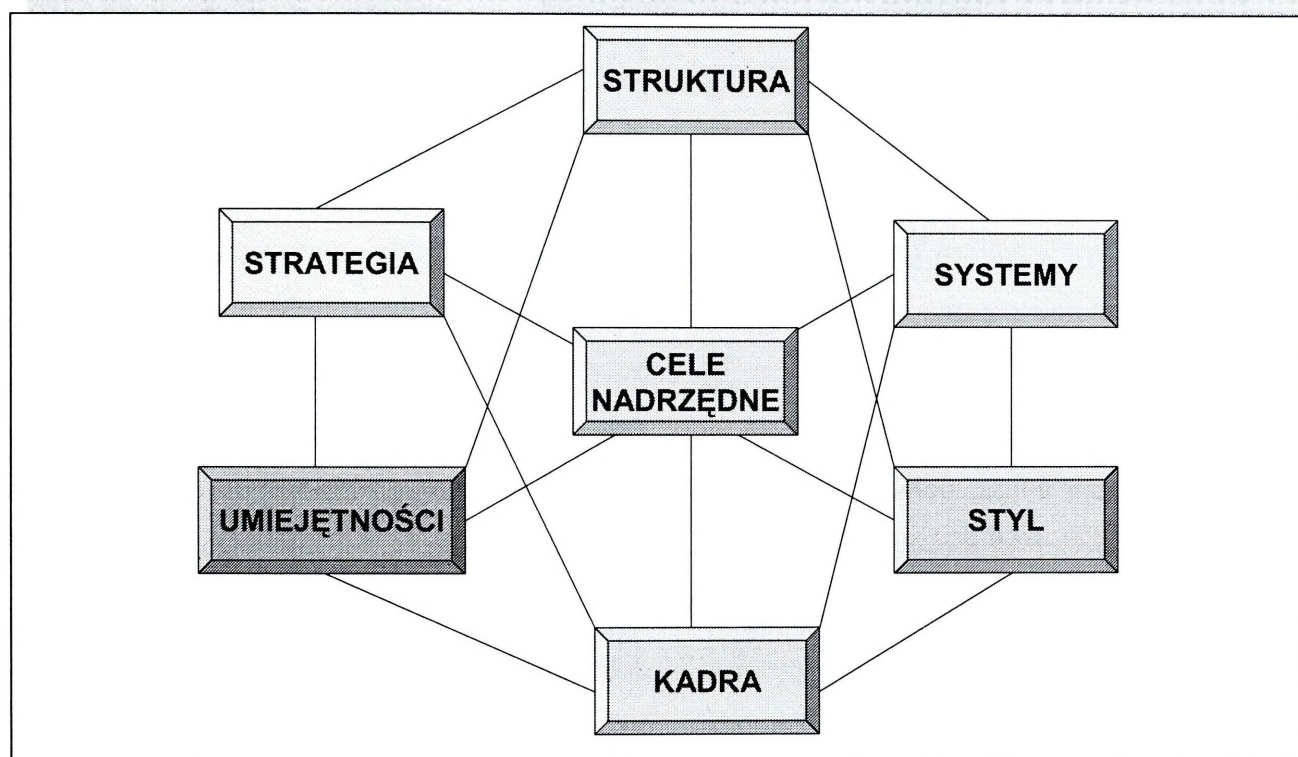 STRUKTURA
STRATEGIA
SYSTEMY
CELE
NADRZĘDNE
UMIEJĘTNOŚCI
STYL
KADRA